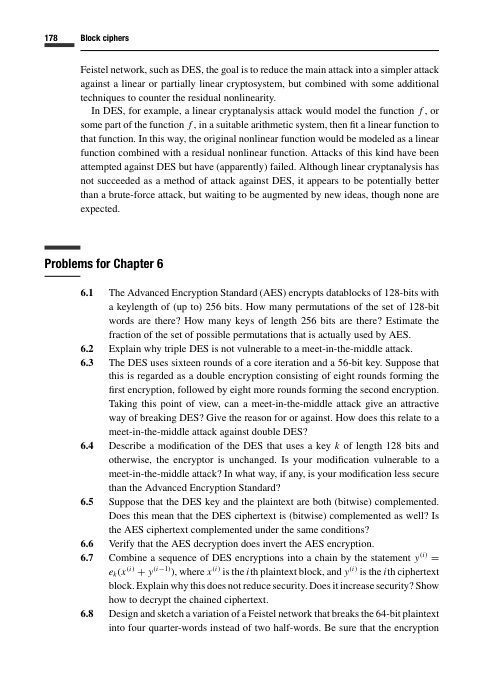 178 Block ciphers
Feistel network, such as DES, the goal is to reduce the main attack into a simpler attack
against a linear or partially linear cryptosystem, but combined with some additional
techniques to counter the residual nonlinearity.
In DES, for example, a linear cryptanalysis attack would model the function f, or
some part of the function f, in a suitable arithmetic system, then fit a linear function to
that function. In this way, the original nonlinear function would be modeled as a linear
function combined with a residual nonlinear function. Attacks of this kind have been
attempted against DES but have (apparently) failed. Although linear cryptanalysis has
not succeeded as a method of attack against DES, it appears to be potentially better
than a brute-force attack, but waiting to be augmented by new ideas, though none are
expected.
Problems for Chapter 6
6.1 The Advanced Encryption Standard (AES) encrypts datablocks of 128-bits with
a keylength of (up to) 256 bits. How many permutations of the set of 128-bit
words are there? How many keys of length 256 bits are there? Estimate the
fraction of the set of possible permutations that is actually used by AES.
6.2 Explain why triple DES is not vulnerable to a meet-in-the-middle attack.
6.3 The DES uses sixteen rounds of a core iteration and a 56-bit key. Suppose that
this is regarded as a double encryption consisting of eight rounds forming the
first encryption, followed by eight more rounds forming the second encryption.
Taking this point of view, can a meet-in-the-middle attack give an attractive
way of breaking DES? Give the reason for or against. How does this relate to a
meet-in-the-middle attack against double DES?
6.4 Describe a modification of the DES that uses a key k of length 128 bits and
otherwise, the encryptor is unchanged. Is your modification vulnerable to a
meet-in-the-middle attack? In what way, if any, is your modification less secure
than the Advanced Encryption Standard?
6.5 Suppose that the DES key and the plaintext are both (bitwise) complemented.
Does this mean that the DES ciphertext is (bitwise) complemented as well? Is
the AES ciphertext complemented under the same conditions?
6.6 Verify that the AES decryption does invert the AES encryption.
6.7 Combine a sequence of DES encryptions into a chain by the statement y⁽ⁱ⁾ =
eₖ(x⁽ⁱ⁾ + y⁽ⁱ⁻¹⁾), where x⁽ⁱ⁾ is the ith plaintext block, and y⁽ⁱ⁾ is the ith ciphertext
block. Explain why this does not reduce security. Does it increase security? Show
how to decrypt the chained ciphertext.
6.8 Design and sketch a variation of a Feistel network that breaks the 64-bit plaintext
into four quarter-words instead of two half-words. Be sure that the encryption